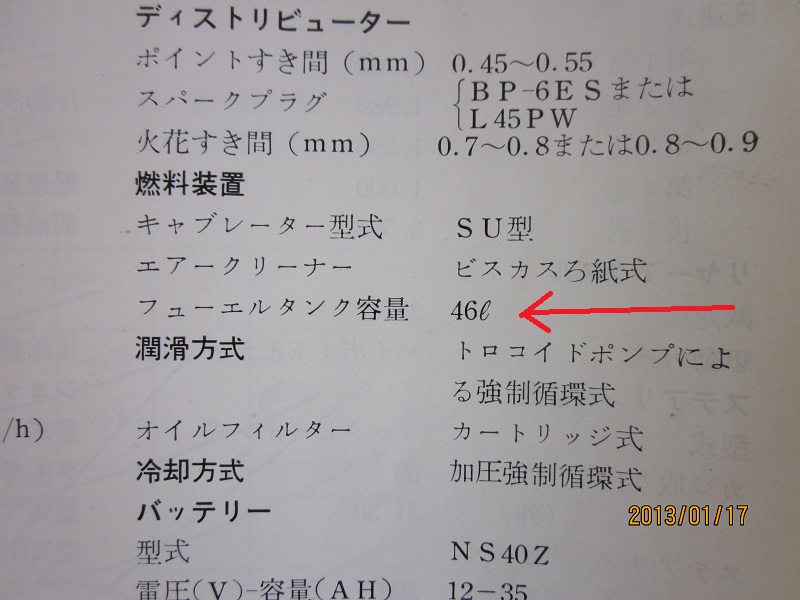 ディストリビューター
ポイントすき間(mm) 0.45〜0.55
スパークプラグ BP-6ESまたは
L45PW
火花すき間(mm) 0.7〜0.8または0.8〜0.9
燃料装置
キャブレーター型式 SU型
エアークリーナー ビスカスろ紙式
フューエルタンク容量 46ℓ
潤滑方式 トロコイドポンプによ
る強制循環式
/h) オイルフィルター カートリッジ式
冷却方式 加圧強制循環式
バッテリー
2013/01/17
型式 NS40Z
電圧(V)-容量(AH) 12-35